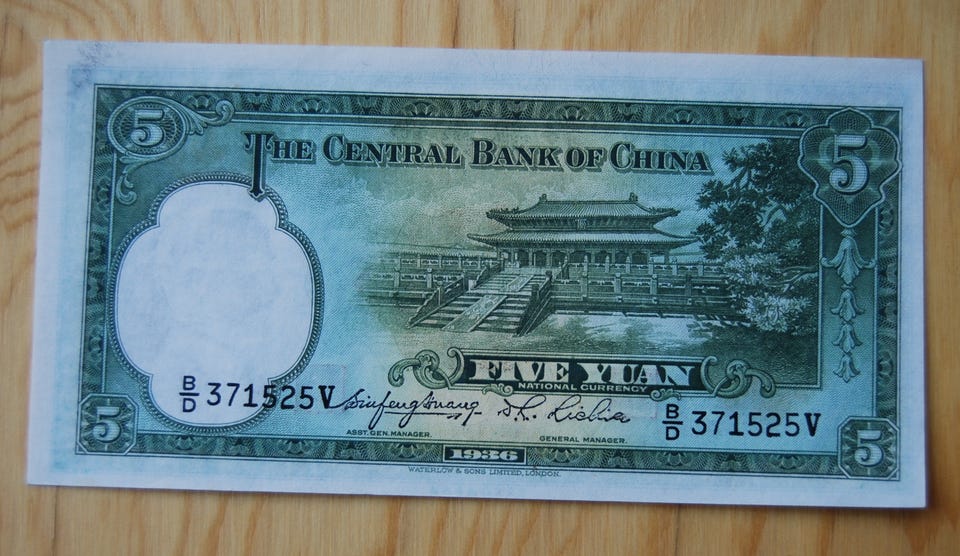 5
5
THE CENTRAL BANK OF CHINA
FIVE YUAN
NATIONAL CURRENCY
B/D 371525V
B/D 371525V
ASST. GEN. MANAGER.
GENERAL MANAGER.
5
1936
5
WATERLOW & SONS LIMITED, LONDON.